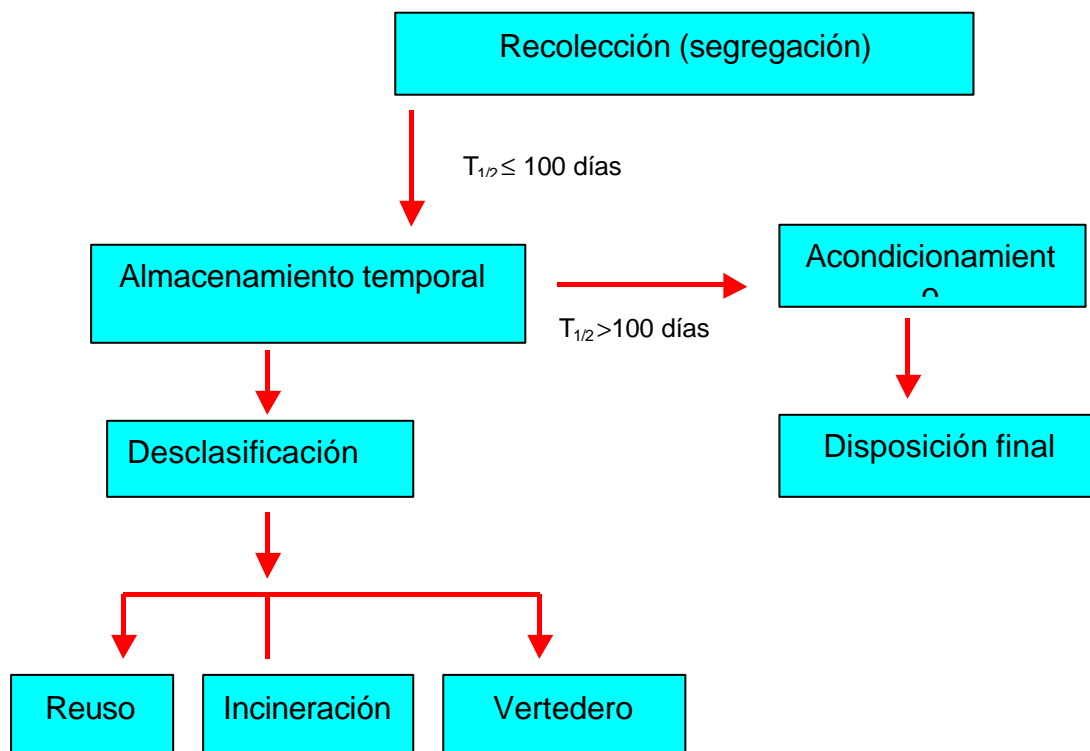 Recolección (segregación)
T1/2 ≤ 100 días
Almacenamiento temporal
Acondicionamient
o
T1/2 >100 días
Desclasificación
Disposición final
Reuso
Incineración
Vertedero